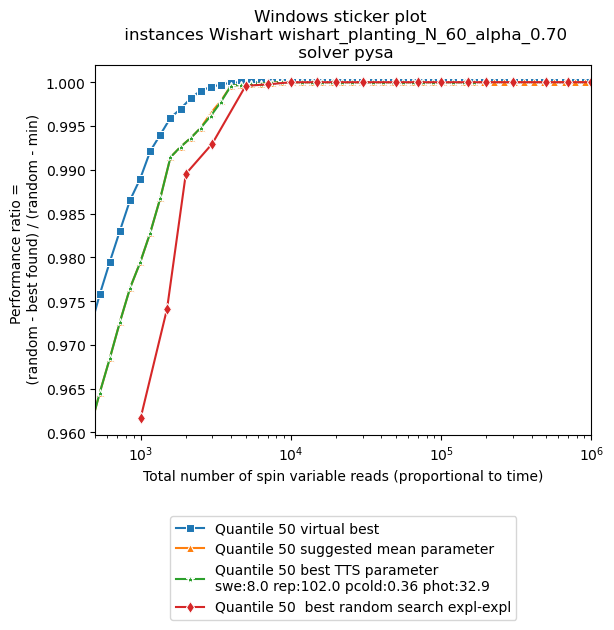 Windows sticker plot
instances Wishart wishart_planting_N_60_alpha_0.70
solver pysa
Performance ratio =
(random - best found) / (random - min)
1.000
0.995
0.990
0.985
0.980
0.975
0.970
0.965
0.960
10³ 10⁴ 10⁵ 10⁶
Total number of spin variable reads (proportional to time)
Quantile 50 virtual best
Quantile 50 suggested mean parameter
Quantile 50 best TTS parameter
swe:8.0 rep:102.0 pcold:0.36 phot:32.9
Quantile 50  best random search expl-expl